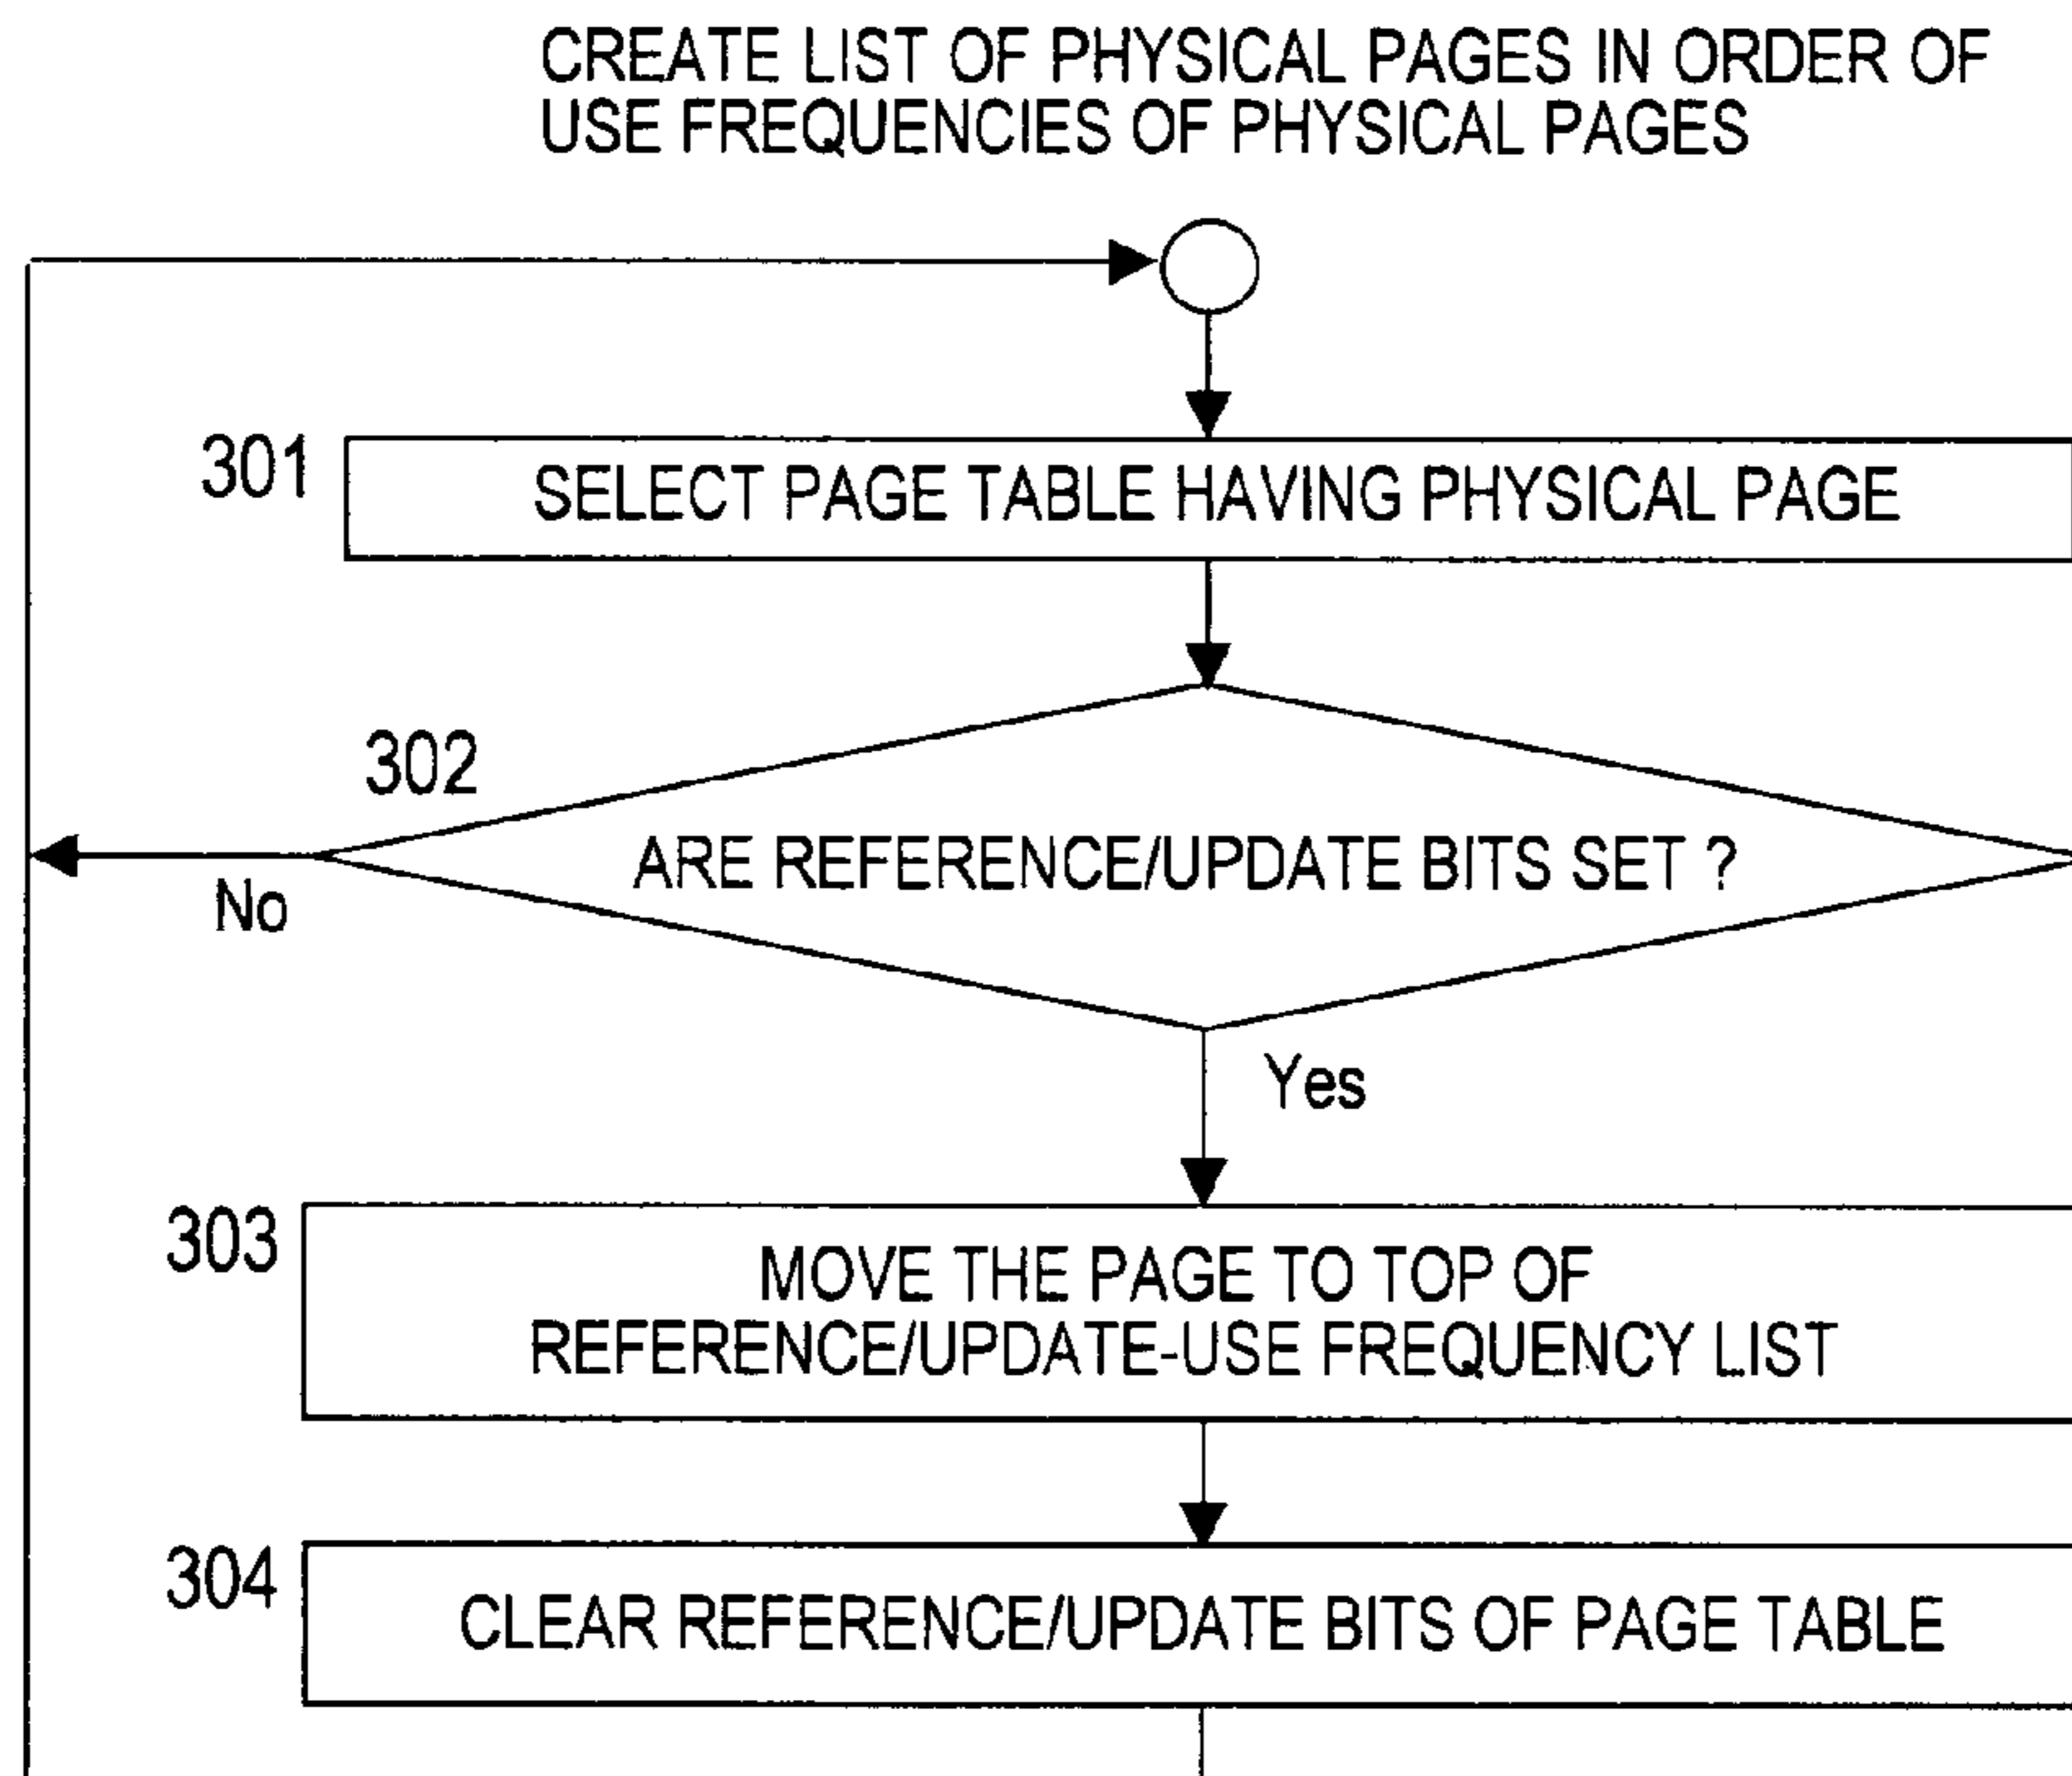 CREATE LIST OF PHYSICAL PAGES IN ORDER OF
USE FREQUENCIES OF PHYSICAL PAGES
301
SELECT PAGE TABLE HAVING PHYSICAL PAGE
302
ARE REFERENCE/UPDATE BITS SET ?
No
Yes
303
MOVE THE PAGE TO TOP OF
REFERENCE/UPDATE-USE FREQUENCY LIST
304
CLEAR REFERENCE/UPDATE BITS OF PAGE TABLE